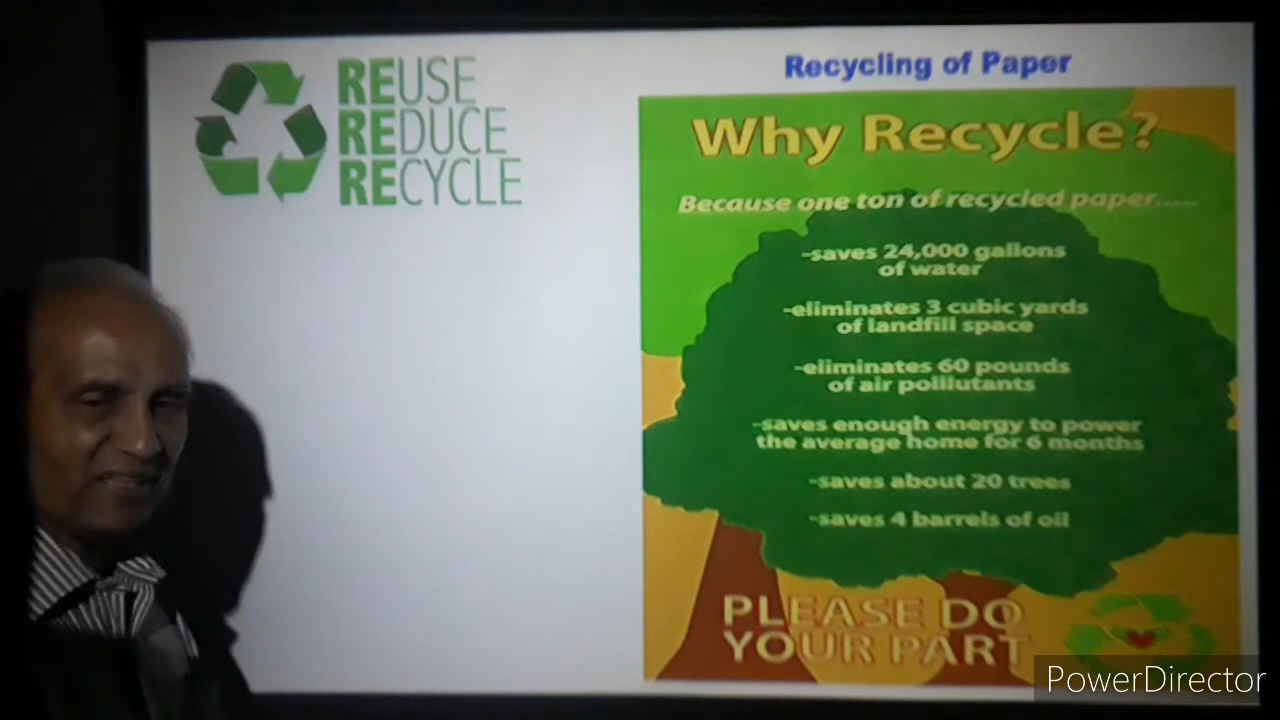 REUSE
REDUCE
RECYCLE
Recycling of Paper
Why Recycle?
Because one ton of recycled paper.....
-saves 24,000 gallons
of water
-eliminates 3 cubic yards
of landfill space
-eliminates 60 pounds
of air polllutants
-saves enough energy to power
the average home for 6 months
-saves about 20 trees
-saves 4 barrels of oil
PLEASE DO
YOUR PART
PowerDirector